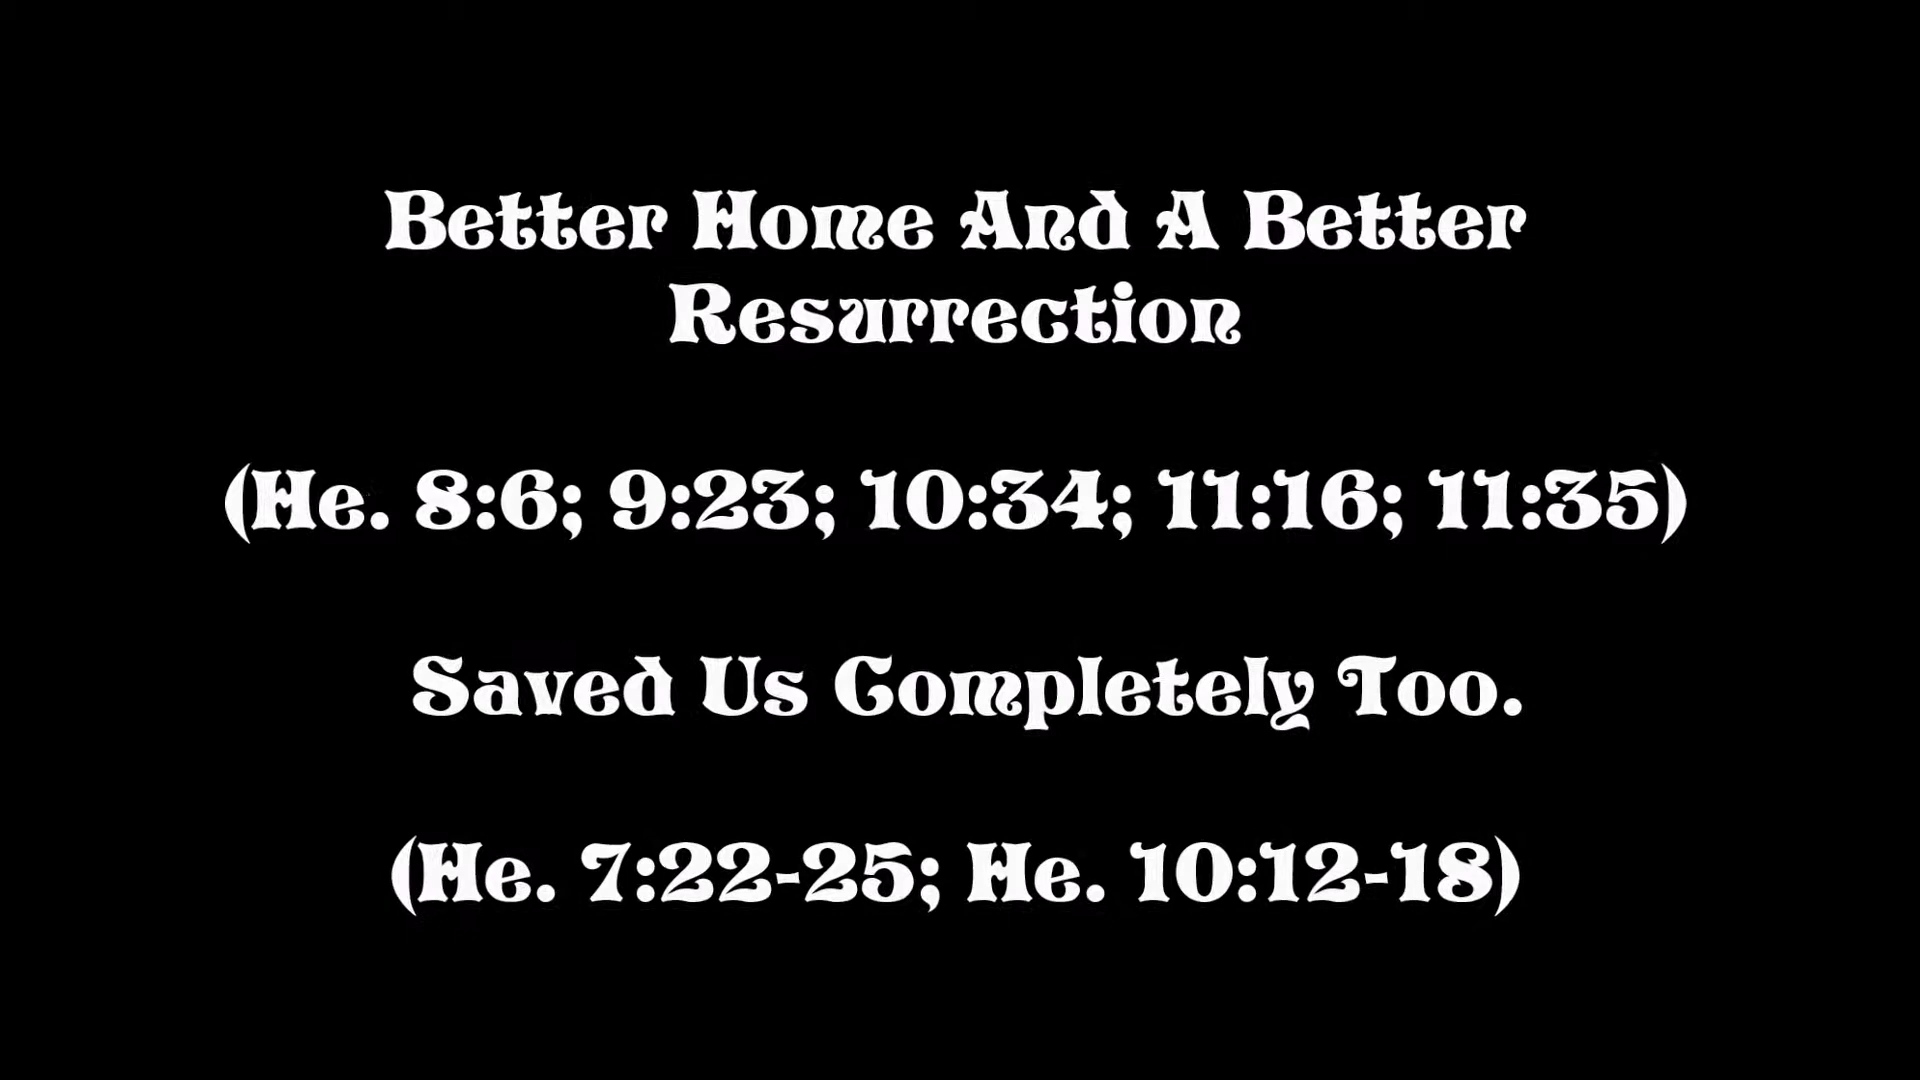 Better Home And A Better
Resurrection
(He. 8:6; 9:23; 10:34; 11:16; 11:35)
Saved Us Completely Too.
(He. 7:22-25; He. 10:12-18)